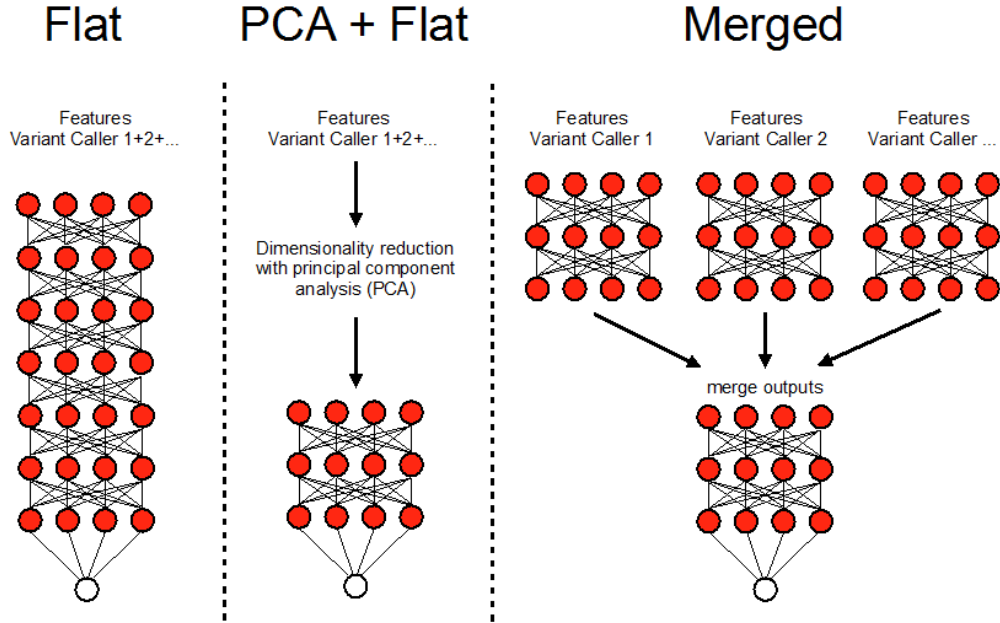 Flat
PCA + Flat
Merged
Features
Variant Caller 1+2+...
Features
Variant Caller 1+2+...
Dimensionality reduction
with principal component
analysis (PCA)
Features
Variant Caller 1
Features
Variant Caller 2
Features
Variant Caller ...
merge outputs